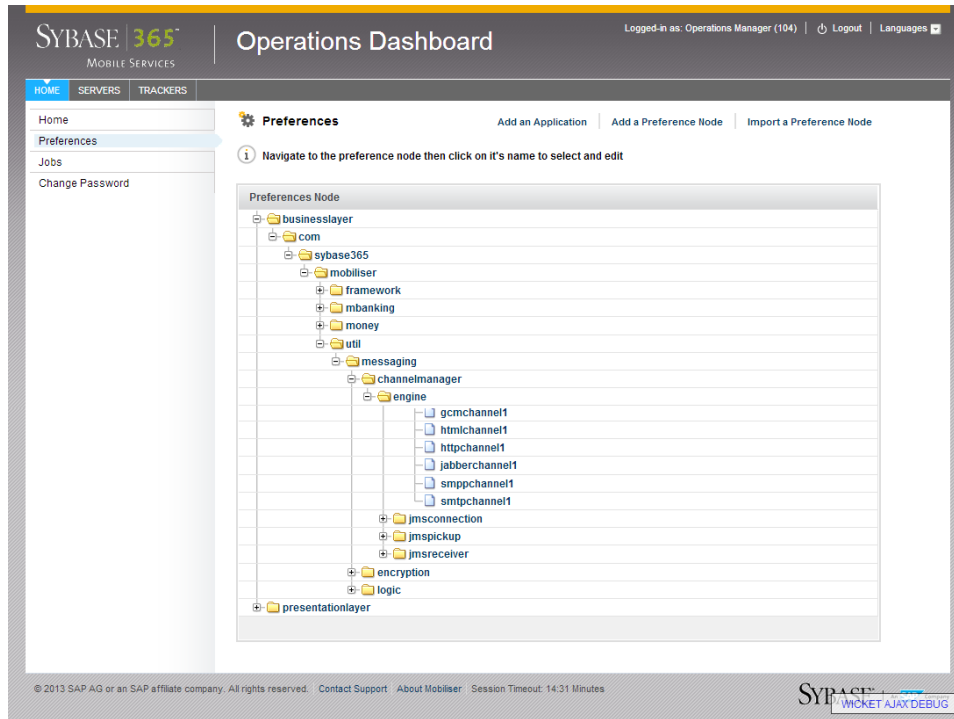 SYBASE 365
MOBILE SERVICES
Operations Dashboard
Logged-in as: Operations Manager (104) Logout Languages
HOME SERVERS TRACKERS
Home
Preferences
Jobs
Change Password
Preferences
Add an Application Add a Preference Node Import a Preference Node
Navigate to the preference node then click on it's name to select and edit
Preferences Node
businesslayer
com
sybase365
mobiliser
framework
mbanking
money
util
messaging
channelmanager
engine
gcmchannel1
htmlchannel1
httpchannel1
jabberchannel1
smppchannel1
smtpchannel1
jmsconnection
jmspickup
jmsreceiver
encryption
logic
presentationlayer
© 2013 SAP AG or an SAP affiliate company. All rights reserved. Contact Support About Mobiliser Session Timeout: 14:31 Minutes
WICKET AJAX DEBUG